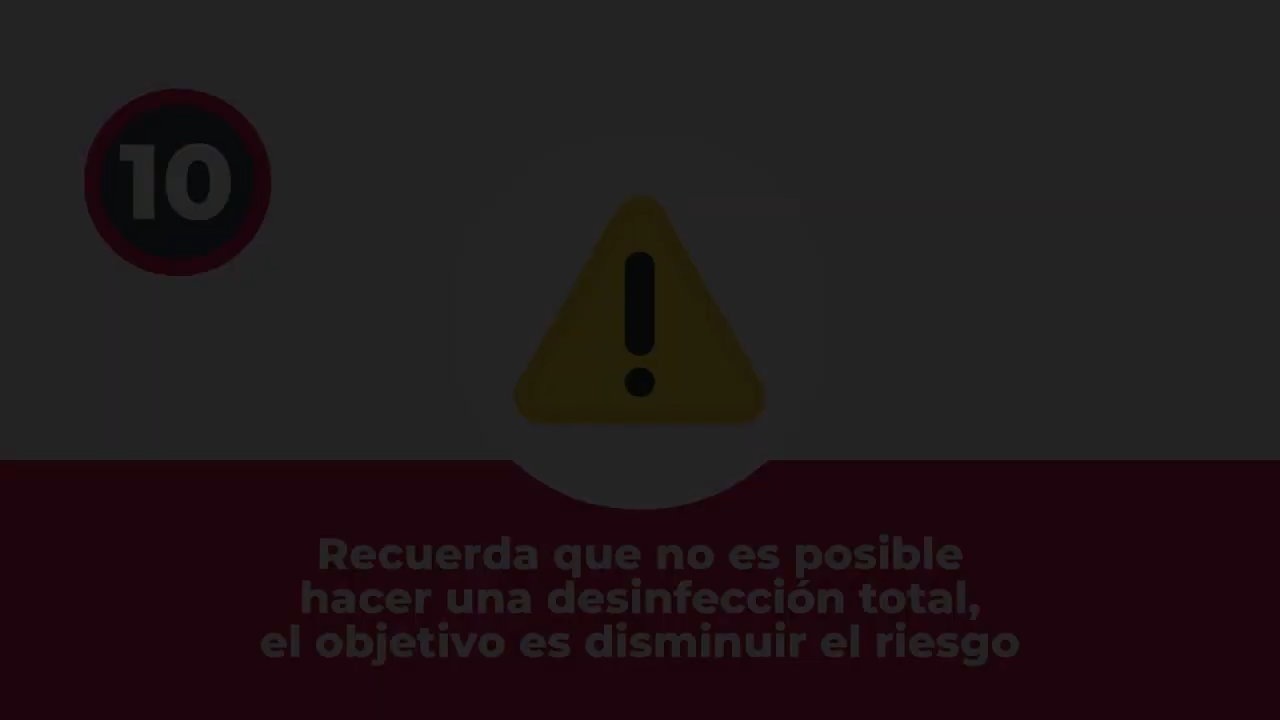 10
Recuerda que no es posible
hacer una desinfección total,
el objetivo es disminuir el riesgo